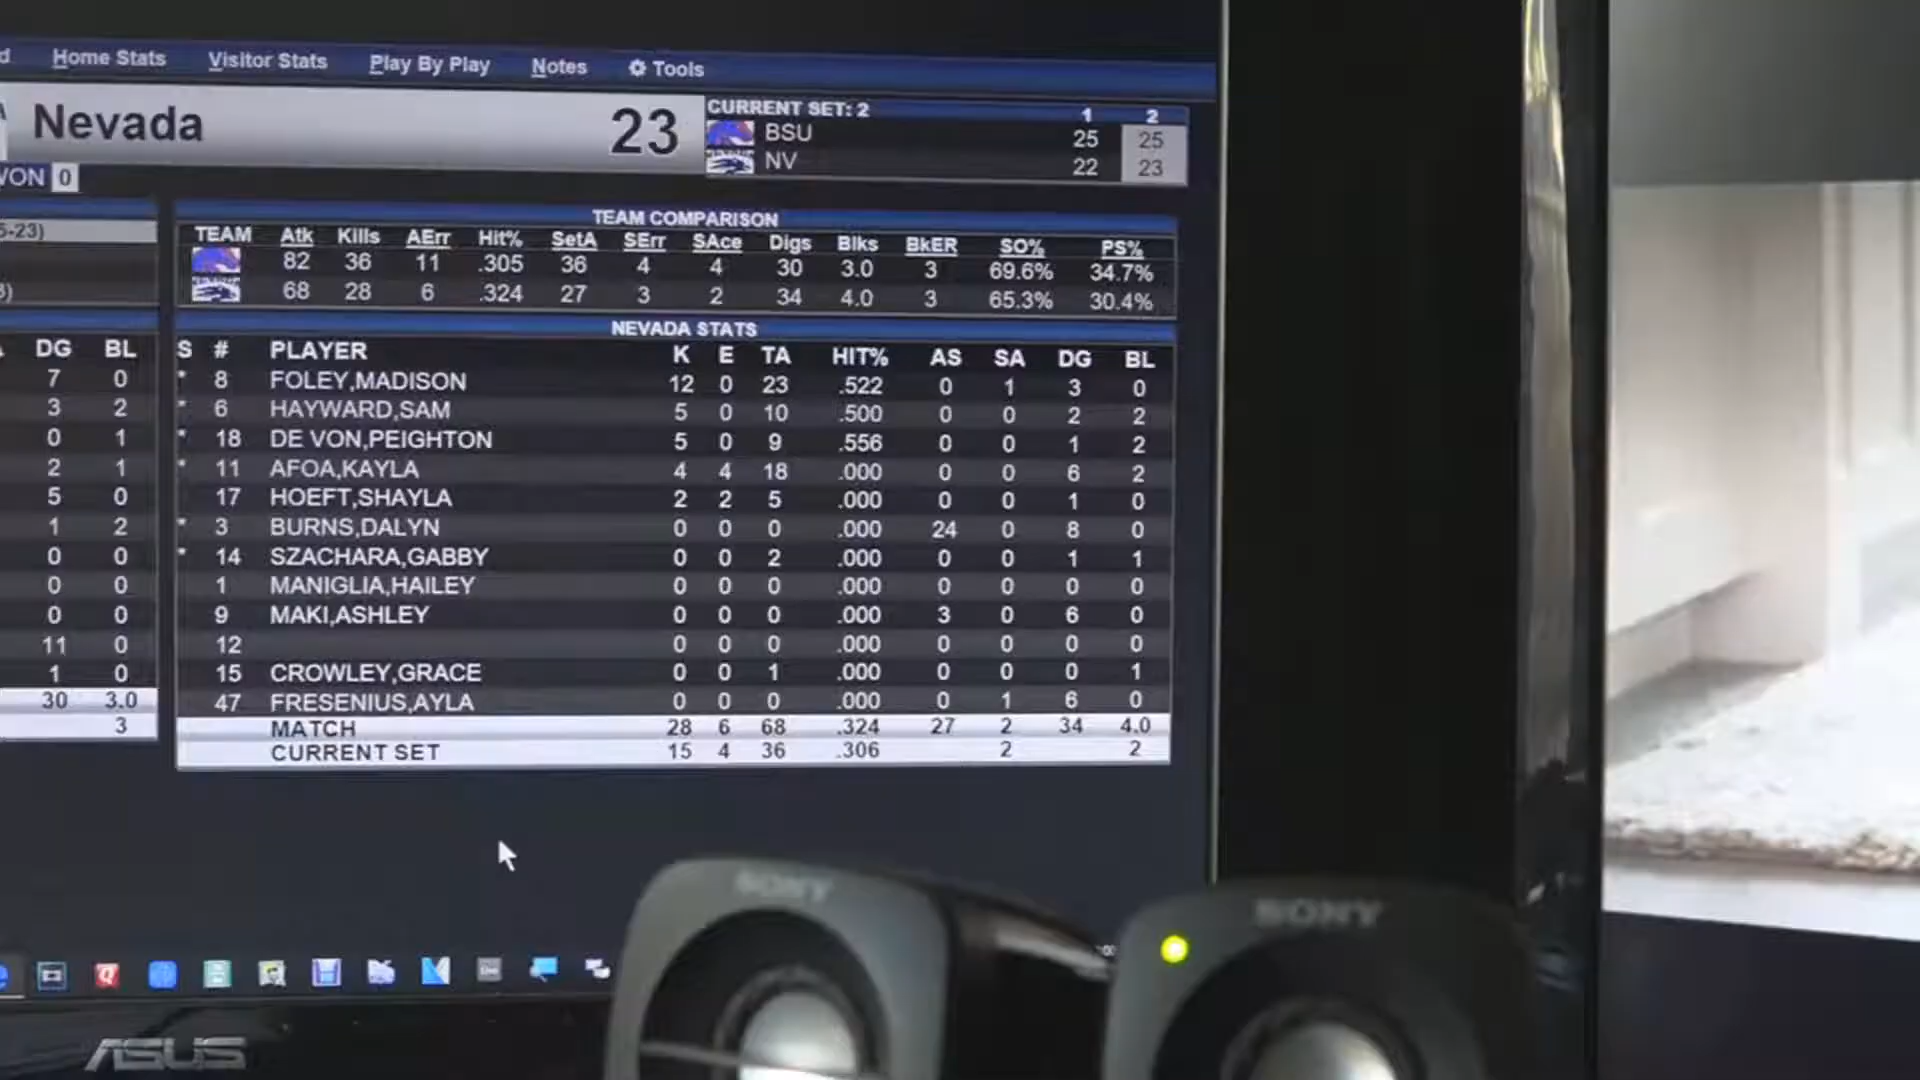 Home Stats Visitor Stats Play By Play Notes Tools
Nevada 23
CURRENT SET: 2 1 2
BSU 25 25
NV 22 23
WON 0
TEAM COMPARISON
TEAM Atk Kills AErr Hit% SetA SErr SAce Digs Blks BkER SO% PS%
82 36 11 .305 36 4 4 30 3.0 3 69.6% 34.7%
68 28 6 .324 27 3 2 34 4.0 3 65.3% 30.4%
NEVADA STATS
DG BL S # PLAYER K E TA HIT% AS SA DG BL
7 0 * 8 FOLEY,MADISON 12 0 23 .522 0 1 3 0
3 2 * 6 HAYWARD,SAM 5 0 10 .500 0 0 2 2
0 1 * 18 DE VON,PEIGHTON 5 0 9 .556 0 0 1 2
2 1 * 11 AFOA,KAYLA 4 4 18 .000 0 0 6 2
5 0 17 HOEFT,SHAYLA 2 2 5 .000 0 0 1 0
1 2 * 3 BURNS,DALYN 0 0 0 .000 24 0 8 0
0 0 * 14 SZACHARA,GABBY 0 0 2 .000 0 0 1 1
0 0 1 MANIGLIA,HAILEY 0 0 0 .000 0 0 0 0
0 0 9 MAKI,ASHLEY 0 0 0 .000 3 0 6 0
11 0 12 0 0 0 .000 0 0 0 0
1 0 15 CROWLEY,GRACE 0 0 1 .000 0 0 0 1
30 3.0 47 FRESENIUS,AYLA 0 0 0 .000 0 1 6 0
3 MATCH 28 6 68 .324 27 2 34 4.0
CURRENT SET 15 4 36 .306 2 2
SONY
SONY
ASUS